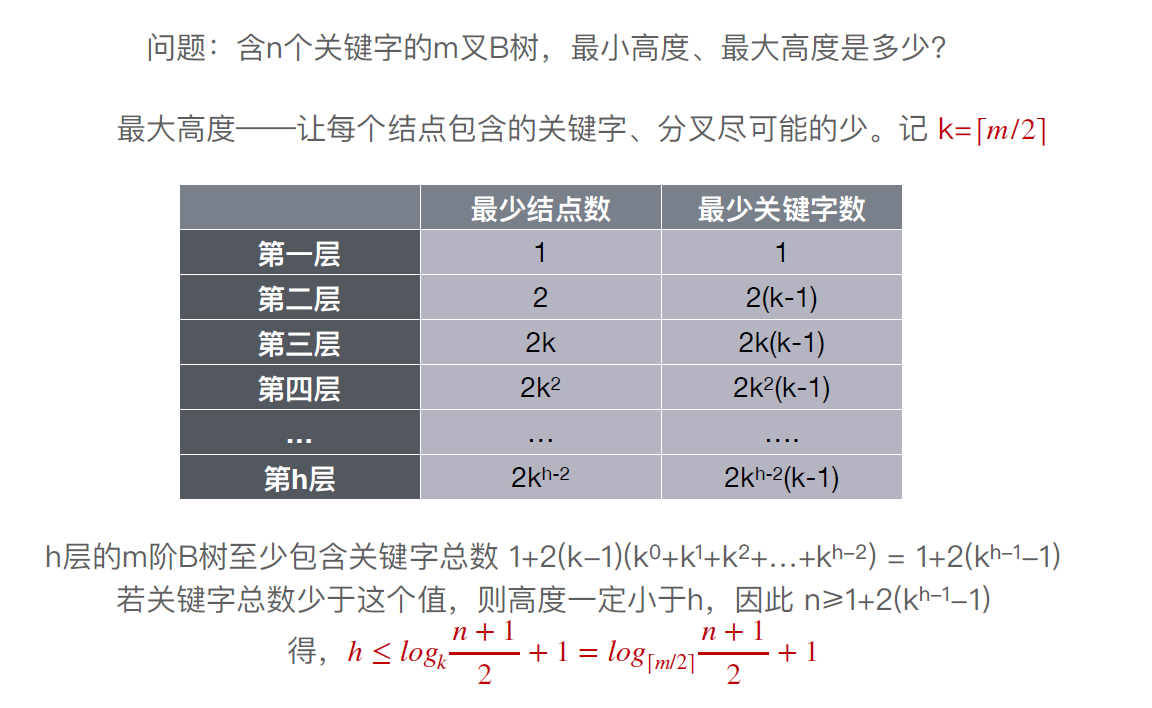 问题：含n个关键字的m叉B树，最小高度、最大高度是多少？
最大高度——让每个结点包含的关键字、分叉尽可能的少。记 k=⌈m/2⌉
最少结点数 最少关键字数
第一层 1 1
第二层 2 2(k-1)
第三层 2k 2k(k-1)
第四层 2k² 2k²(k-1)
... ... ....
第h层 2kʰ⁻² 2kʰ⁻²(k-1)
h层的m阶B树至少包含关键字总数 1+2(k–1)(k⁰+k¹+k²+…+kʰ⁻²) = 1+2(kʰ⁻¹–1)
若关键字总数少于这个值，则高度一定小于h，因此 n≥1+2(kʰ⁻¹–1)
得，h ≤ logₖ (n + 1)/2 + 1 = log⌈m/2⌉ (n + 1)/2 + 1